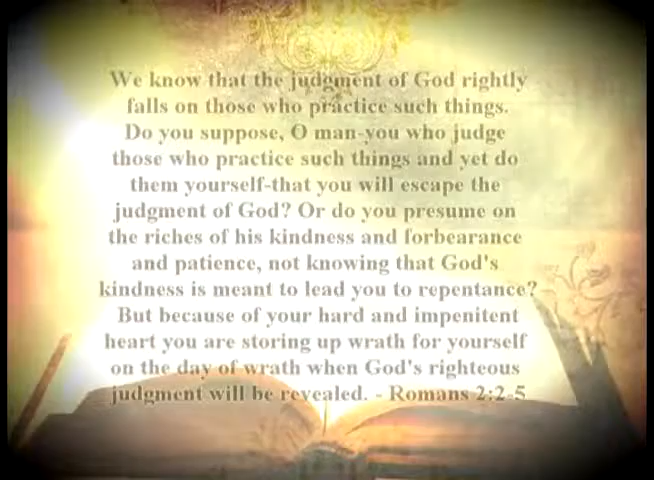 We know that the judgment of God rightly
falls on those who practice such things.
Do you suppose, O man-you who judge
those who practice such things and yet do
them yourself-that you will escape the
judgment of God? Or do you presume on
the riches of his kindness and forbearance
and patience, not knowing that God's
kindness is meant to lead you to repentance?
But because of your hard and impenitent
heart you are storing up wrath for yourself
on the day of wrath when God's righteous
judgment will be revealed. - Romans 2:2-5